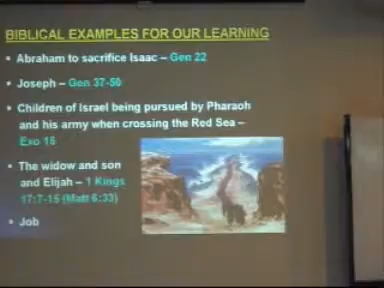 BIBLICAL EXAMPLES FOR OUR LEARNING
• Abraham to sacrifice Isaac – Gen 22
• Joseph – Gen 37-50
• Children of Israel being pursued by Pharaoh
and his army when crossing the Red Sea –
Exo 15
• The widow and son
and Elijah – 1 Kings
17:7-15 (Matt 6:33)
• Job